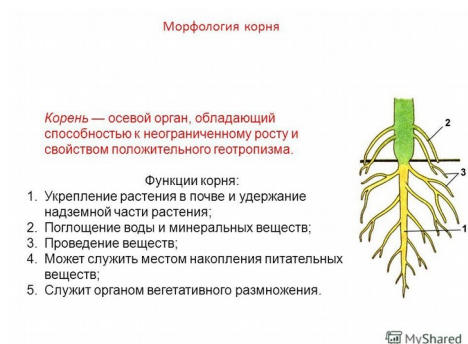 Морфология корня
Корень — осевой орган, обладающий
способностью к неограниченному росту и
свойством положительного геотропизма.
Функции корня:
1. Укрепление растения в почве и удержание
надземной части растения;
2. Поглощение воды и минеральных веществ;
3. Проведение веществ;
4. Может служить местом накопления питательных
веществ;
5. Служит органом вегетативного размножения.
2
3
1
MyShared